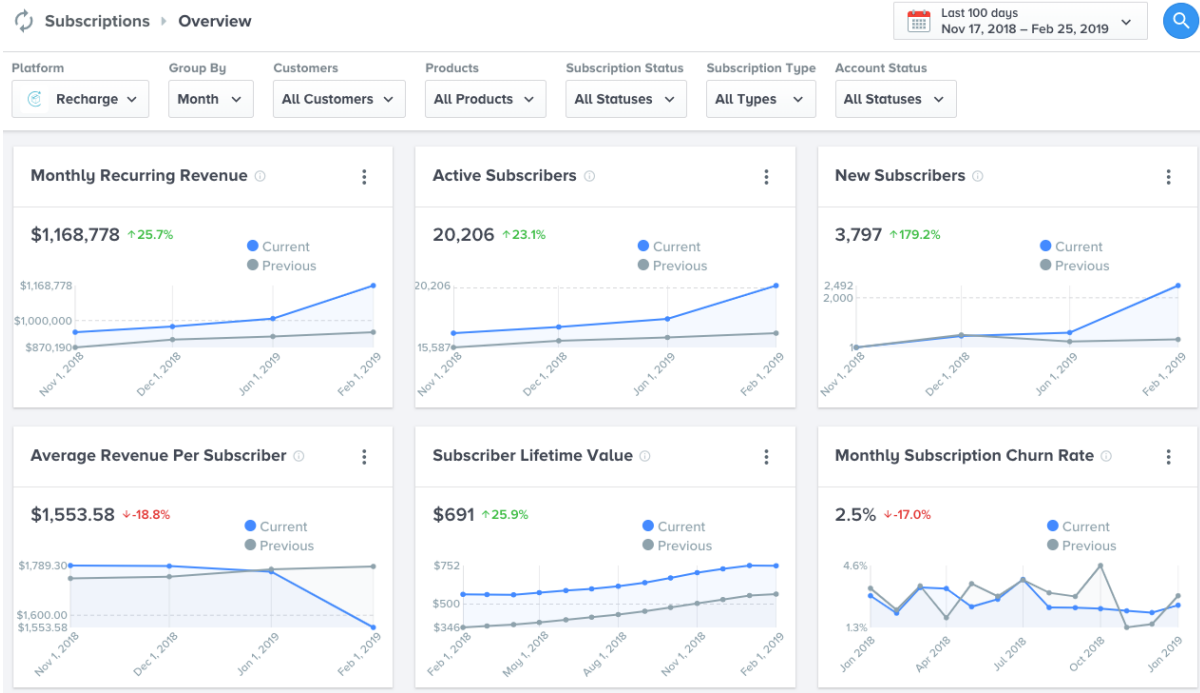 Subscriptions Overview
Last 100 days
Nov 17, 2018 – Feb 25, 2019
Platform Group By Customers Products Subscription Status Subscription Type Account Status
Recharge Month All Customers All Products All Statuses All Types All Statuses
Monthly Recurring Revenue
$1,168,778 ↑25.7%
Current
Previous
$1,168,778
$1,000,000
$870,190
Nov 1, 2018 Dec 1, 2018 Jan 1, 2019 Feb 1, 2019
Active Subscribers
20,206 ↑23.1%
Current
Previous
20,206
15,587
Nov 1, 2018 Dec 1, 2018 Jan 1, 2019 Feb 1, 2019
New Subscribers
3,797 ↑179.2%
Current
Previous
2,492
2,000
1
Nov 1, 2018 Dec 1, 2018 Jan 1, 2019 Feb 1, 2019
Average Revenue Per Subscriber
$1,553.58 ↓-18.8%
Current
Previous
$1,789.30
$1,600.00
$1,553.58
Nov 1, 2018 Dec 1, 2018 Jan 1, 2019 Feb 1, 2019
Subscriber Lifetime Value
$691 ↑25.9%
Current
Previous
$752
$500
$346
Feb 1, 2018 May 1, 2018 Aug 1, 2018 Nov 1, 2018 Feb 1, 2019
Monthly Subscription Churn Rate
2.5% ↓-17.0%
Current
Previous
4.6%
1.3%
Jan 2018 Apr 2018 Jul 2018 Oct 2018 Jan 2019